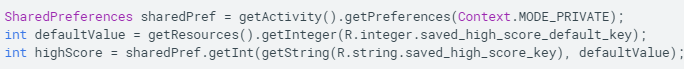 SharedPreferences sharedPref = getActivity().getPreferences(Context.MODE_PRIVATE);
int defaultValue = getResources().getInteger(R.integer.saved_high_score_default_key);
int highScore = sharedPref.getInt(getString(R.string.saved_high_score_key), defaultValue);